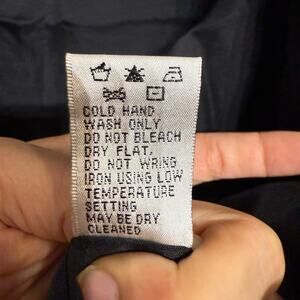 COLD HAND
WASH ONLY
DO NOT BLEACH
DRY FLAT.
DO NOT WRING
IRON USING LOW
TEMPERATURE
SETTING
MAY BE DRY
CLEANED